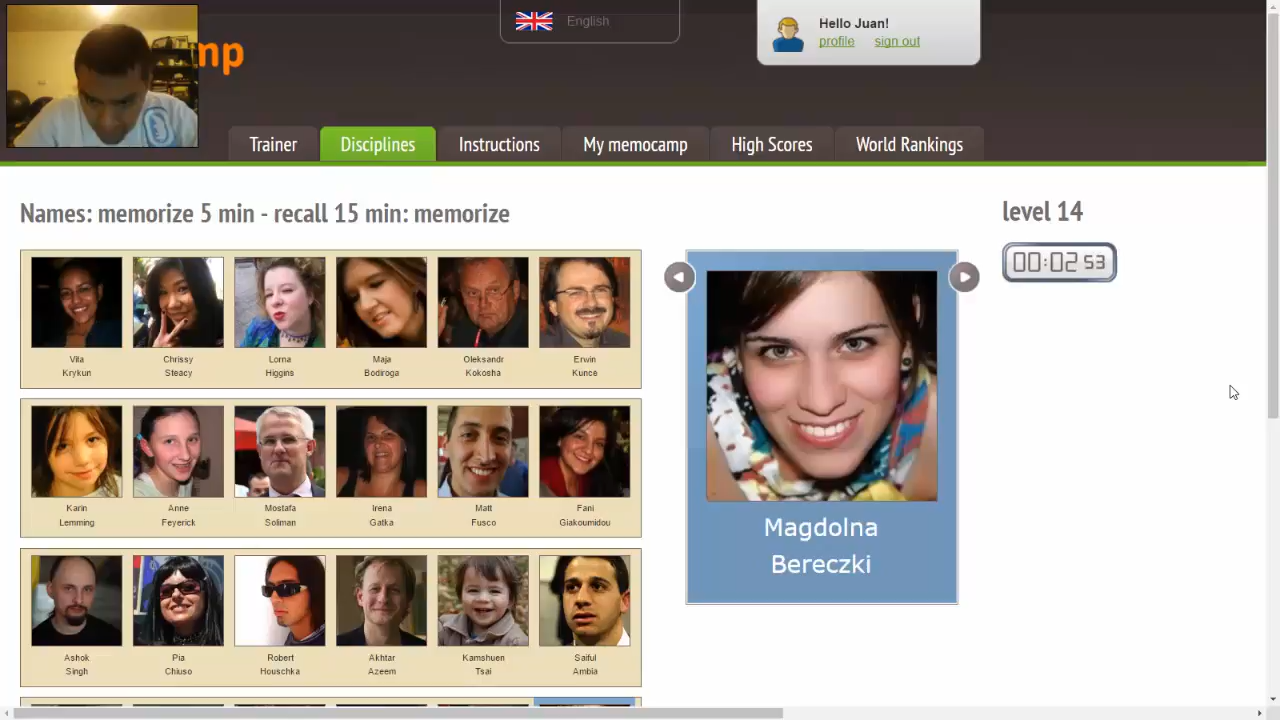 mp
English
Hello Juan!
profile sign out
Trainer Disciplines Instructions My memocamp High Scores World Rankings
Names: memorize 5 min - recall 15 min: memorize
level 14
00:02 53
Vita Chrissy Lorna Maja Oleksandr Erwin
Krykun Steacy Higgins Bodiroga Kokosha Kunce
Karin Anne Mostafa Irena Matt Fani
Lemming Feyerick Soliman Gatka Fusco Giakoumidou
Magdolna
Bereczki
Ashok Pia Robert Akhtar Kamshuen Saiful
Singh Chiuso Houschka Azeem Tsai Ambia